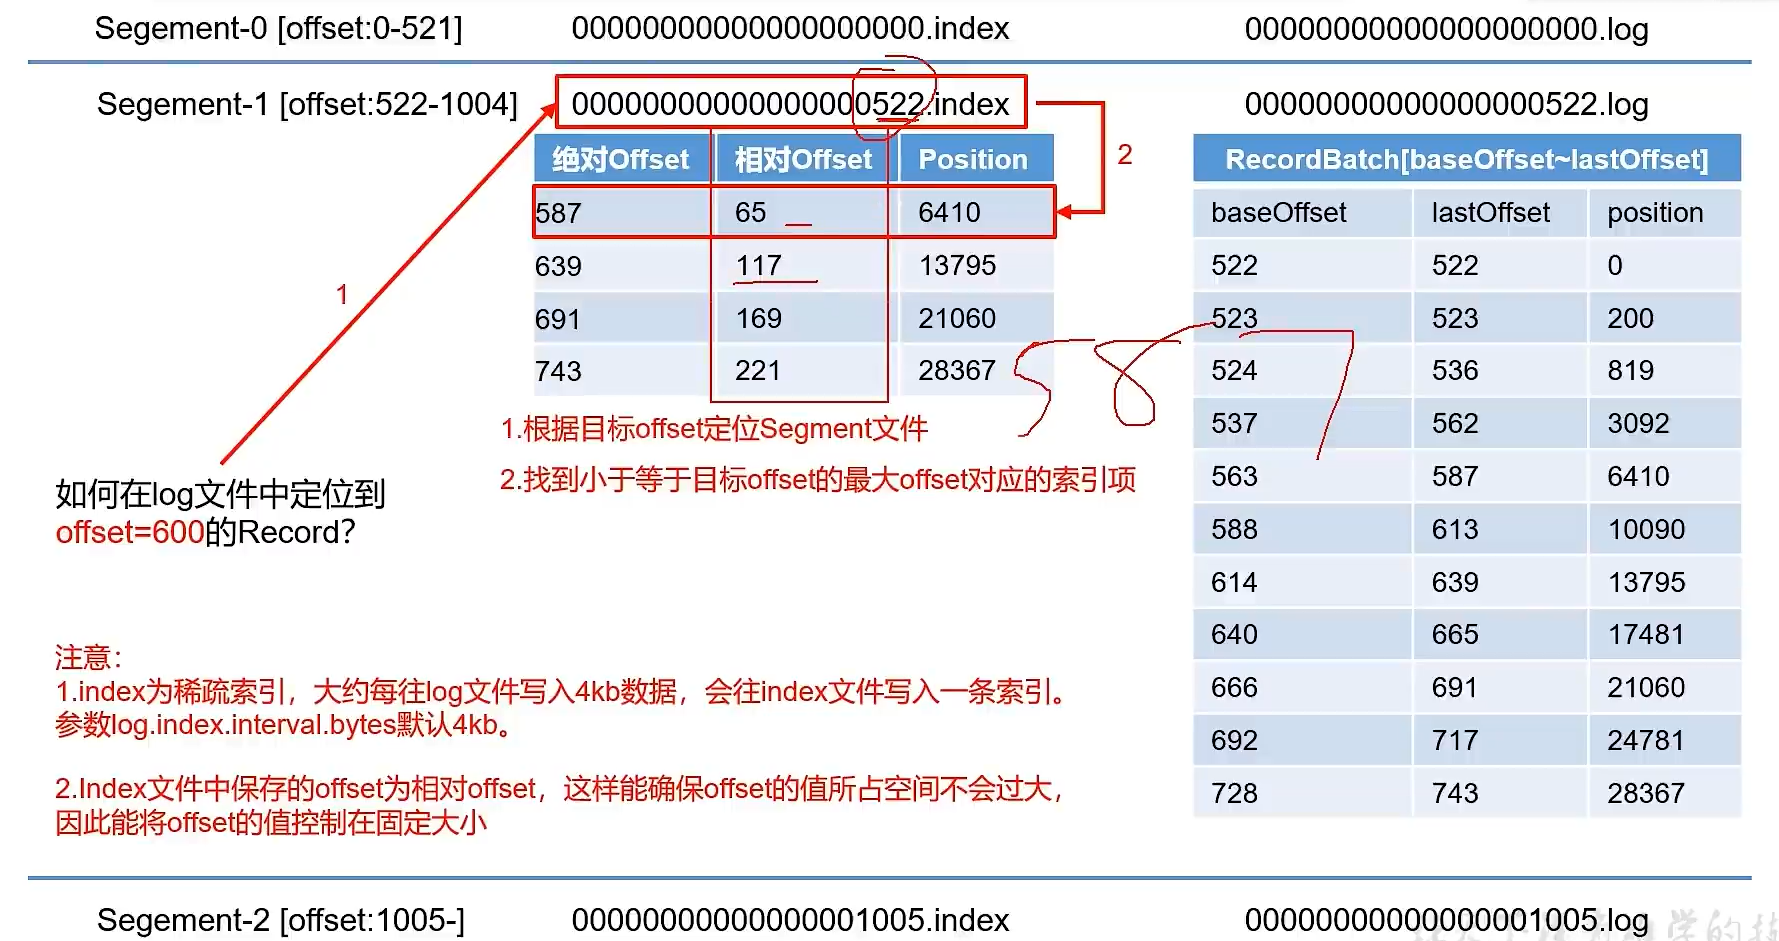 Segement-0 [offset:0-521] 00000000000000000000.index 00000000000000000000.log
Segement-1 [offset:522-1004] 00000000000000000522.index 00000000000000000522.log
绝对Offset 相对Offset Position
587 65 6410
639 117 13795
691 169 21060
743 221 28367
1
2
RecordBatch[baseOffset~lastOffset]
baseOffset lastOffset position
522 522 0
523 523 200
524 536 819
537 562 3092
563 587 6410
588 613 10090
614 639 13795
640 665 17481
666 691 21060
692 717 24781
728 743 28367
587
1.根据目标offset定位Segment文件
2.找到小于等于目标offset的最大offset对应的索引项
如何在log文件中定位到
offset=600的Record?
注意:
1.index为稀疏索引，大约每往log文件写入4kb数据，会往index文件写入一条索引。
参数log.index.interval.bytes默认4kb。
2.Index文件中保存的offset为相对offset，这样能确保offset的值所占空间不会过大，
因此能将offset的值控制在固定大小
Segement-2 [offset:1005-] 00000000000000001005.index 00000000000000001005.log